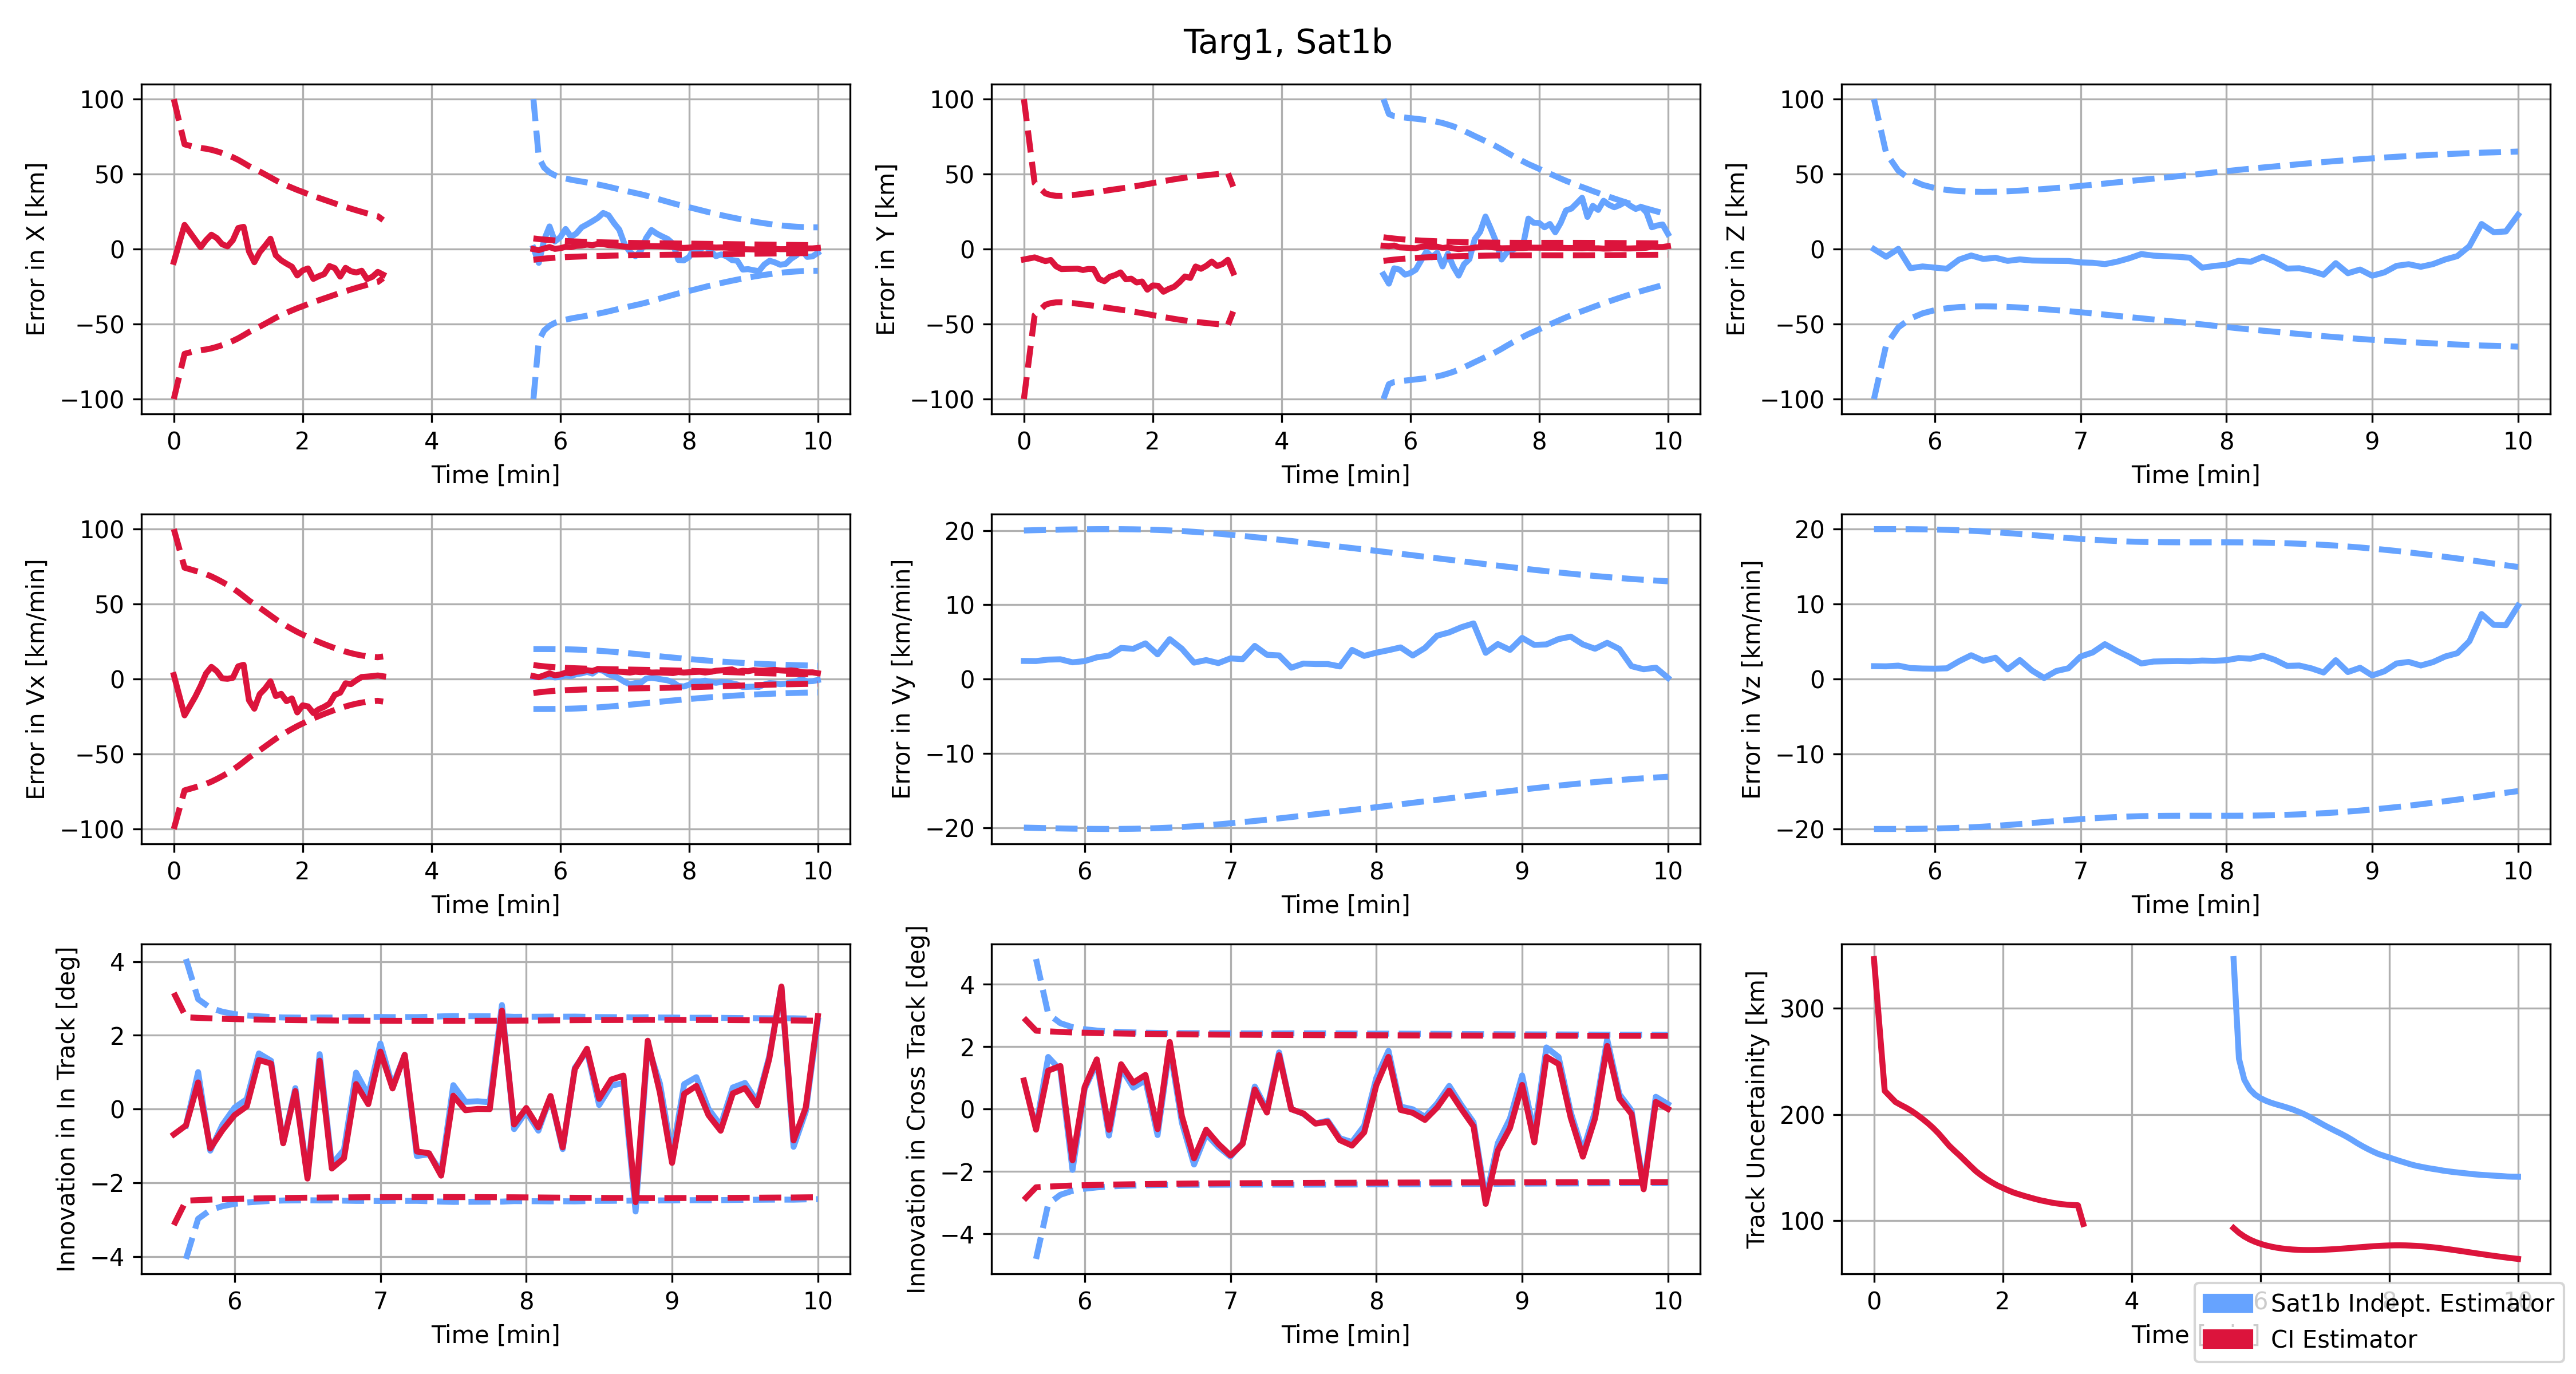 Targ1, Sat1b
Error in X [km]
100
50
0
−50
−100
0 2 4 6 8 10
Time [min]
Error in Y [km]
100
50
0
−50
−100
0 2 4 6 8 10
Time [min]
Error in Z [km]
100
50
0
−50
−100
6 7 8 9 10
Time [min]
Error in Vx [km/min]
100
50
0
−50
−100
0 2 4 6 8 10
Time [min]
Error in Vy [km/min]
20
10
0
−10
−20
6 7 8 9 10
Time [min]
Error in Vz [km/min]
20
10
0
−10
−20
6 7 8 9 10
Time [min]
Innovation in In Track [deg]
4
2
0
−2
−4
6 7 8 9 10
Time [min]
Innovation in Cross Track [deg]
4
2
0
−2
−4
6 7 8 9 10
Time [min]
Track Uncertainity [km]
300
200
100
0 2 4 6 8 10
Time
Sat1b Indept. Estimator
CI Estimator